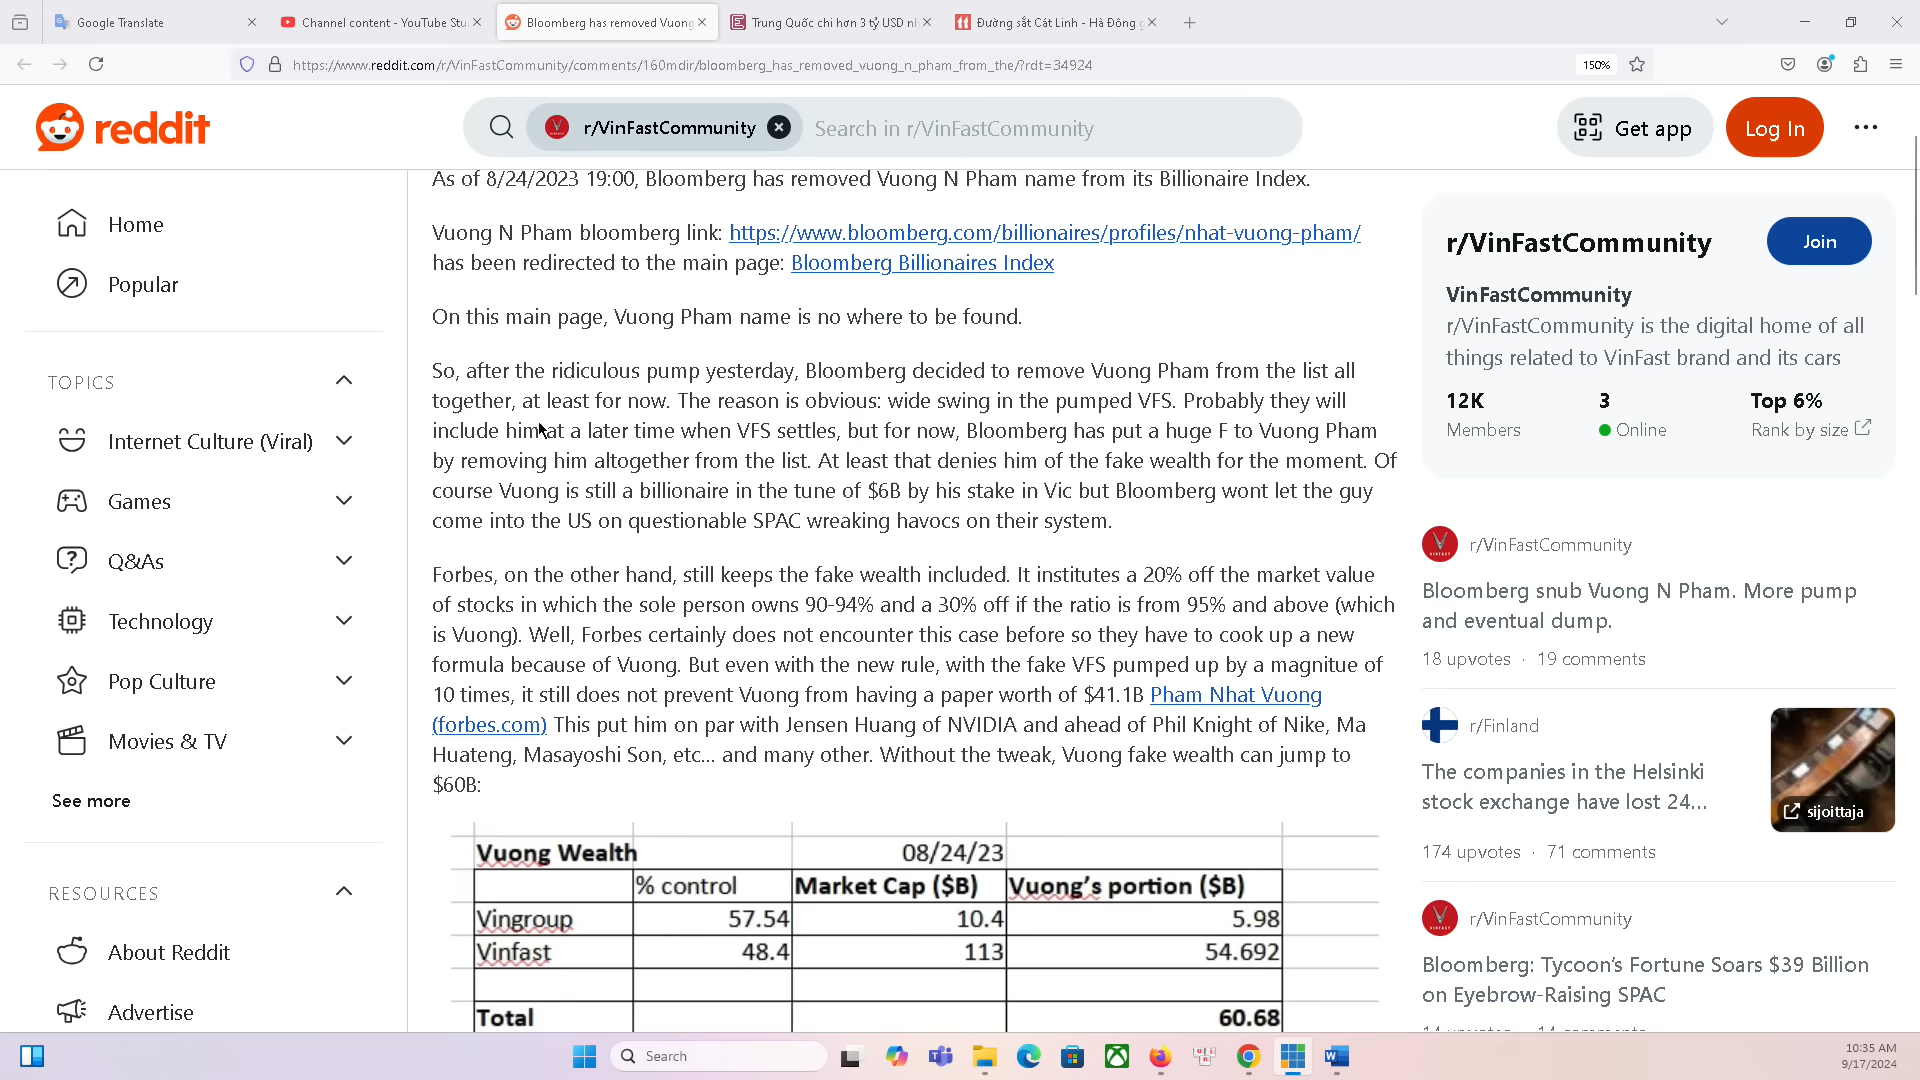 Google Translate
Channel content - YouTube Stu
Bloomberg has removed Vuong
Trung Quốc chi hơn 3 tỷ USD nh
Đường sắt Cát Linh - Hà Đông g
https://www.reddit.com/r/VinFastCommunity/comments/160mdir/bloomberg_has_removed_vuong_n_pham_from_the/?rdt=34924
150%
reddit
r/VinFastCommunity
Search in r/VinFastCommunity
Get app
Log In
Home
Popular
TOPICS
Internet Culture (Viral)
Games
Q&As
Technology
Pop Culture
Movies & TV
See more
RESOURCES
About Reddit
Advertise
As of 8/24/2023 19:00, Bloomberg has removed Vuong N Pham name from its Billionaire Index.
Vuong N Pham bloomberg link: https://www.bloomberg.com/billionaires/profiles/nhat-vuong-pham/
has been redirected to the main page: Bloomberg Billionaires Index
On this main page, Vuong Pham name is no where to be found.
So, after the ridiculous pump yesterday, Bloomberg decided to remove Vuong Pham from the list all
together, at least for now. The reason is obvious: wide swing in the pumped VFS. Probably they will
include him at a later time when VFS settles, but for now, Bloomberg has put a huge F to Vuong Pham
by removing him altogether from the list. At least that denies him of the fake wealth for the moment. Of
course Vuong is still a billionaire in the tune of $6B by his stake in Vic but Bloomberg wont let the guy
come into the US on questionable SPAC wreaking havocs on their system.
Forbes, on the other hand, still keeps the fake wealth included. It institutes a 20% off the market value
of stocks in which the sole person owns 90-94% and a 30% off if the ratio is from 95% and above (which
is Vuong). Well, Forbes certainly does not encounter this case before so they have to cook up a new
formula because of Vuong. But even with the new rule, with the fake VFS pumped up by a magnitue of
10 times, it still does not prevent Vuong from having a paper worth of $41.1B Pham Nhat Vuong
(forbes.com) This put him on par with Jensen Huang of NVIDIA and ahead of Phil Knight of Nike, Ma
Huateng, Masayoshi Son, etc... and many other. Without the tweak, Vuong fake wealth can jump to
$60B:
Vuong Wealth 08/24/23
% control Market Cap ($B) Vuong's portion ($B)
Vingroup 57.54 10.4 5.98
Vinfast 48.4 113 54.692
Total 60.68
r/VinFastCommunity
Join
VinFastCommunity
r/VinFastCommunity is the digital home of all
things related to VinFast brand and its cars
12K 3 Top 6%
Members Online Rank by size
r/VinFastCommunity
Bloomberg snub Vuong N Pham. More pump
and eventual dump.
18 upvotes · 19 comments
r/Finland
The companies in the Helsinki
stock exchange have lost 24...
sijoittaja
174 upvotes · 71 comments
r/VinFastCommunity
Bloomberg: Tycoon's Fortune Soars $39 Billion
on Eyebrow-Raising SPAC
Search
10:35 AM
9/17/2024